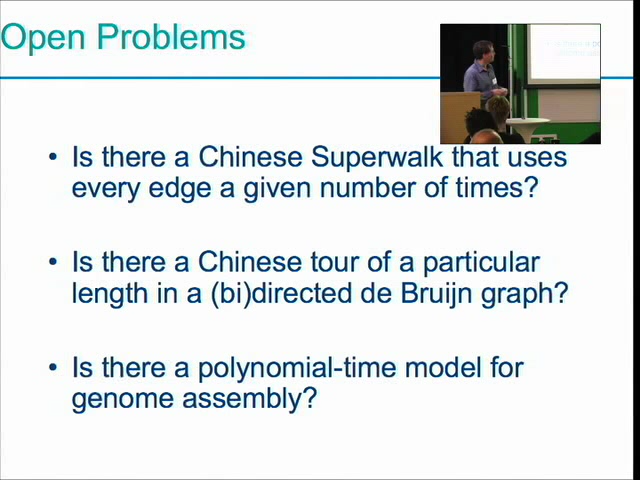 Open Problems
• Is there a Chinese Superwalk that uses
every edge a given number of times?
• Is there a Chinese tour of a particular
length in a (bi)directed de Bruijn graph?
• Is there a polynomial-time model for
genome assembly?